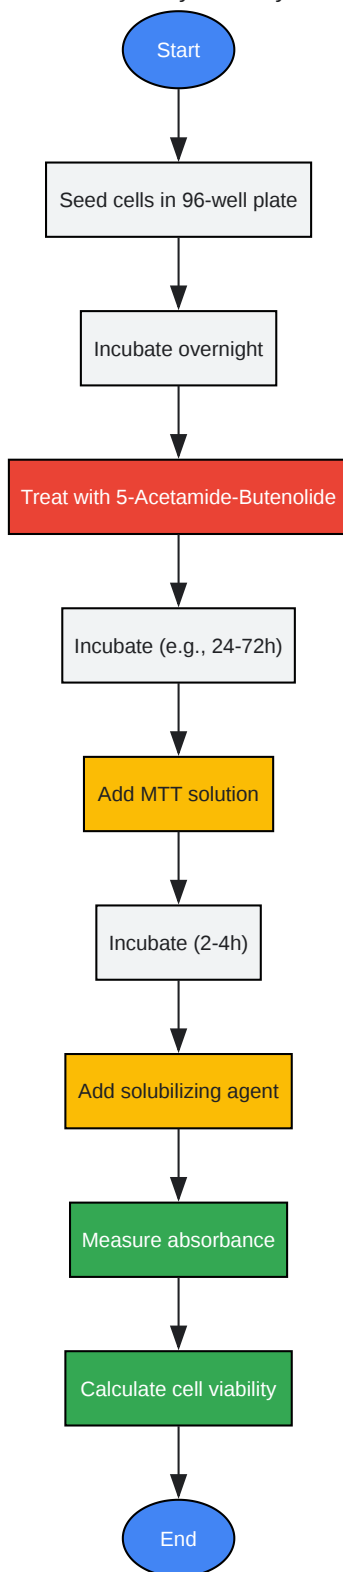 Start
Seed cells in 96-well plate
Incubate overnight
Treat with 5-Acetamide-Butenolide
Incubate (e.g., 24-72h)
Add MTT solution
Incubate (2-4h)
Add solubilizing agent
Measure absorbance
Calculate cell viability
End